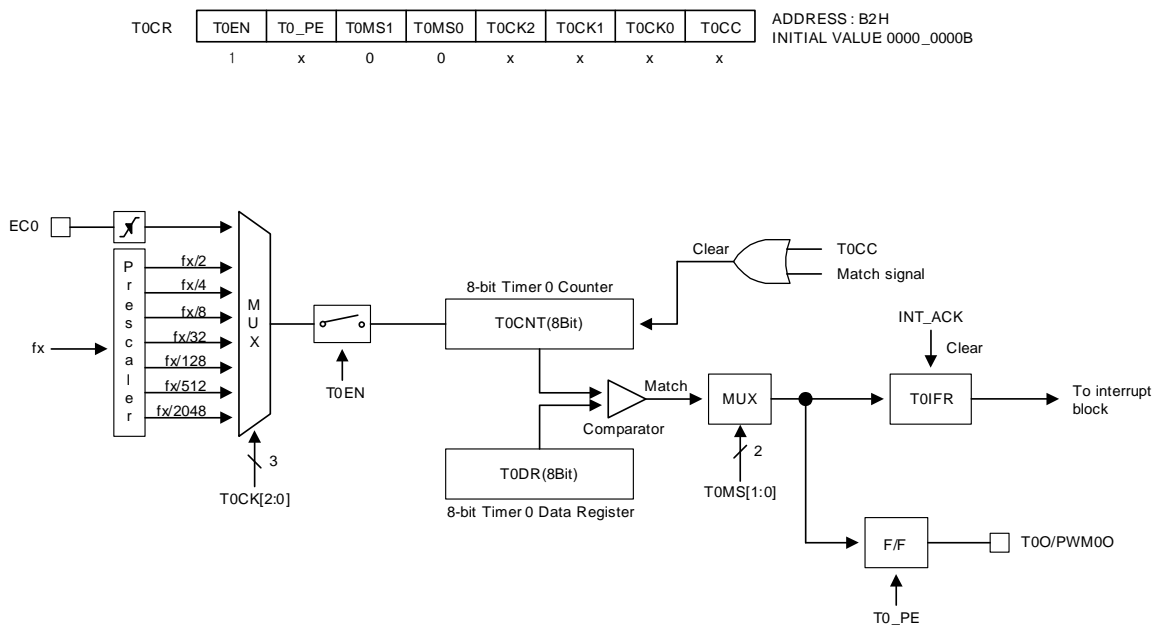 T0CR T0EN T0_PE T0MS1 T0MS0 T0CK2 T0CK1 T0CK0 T0CC
ADDRESS : B2H
INITIAL VALUE 0000_0000B
1 x 0 0 x x x x
EC0
Prescaler
fx
fx/2
fx/4
fx/8
fx/32
fx/128
fx/512
fx/2048
MUX
3
T0CK[2:0]
T0EN
8-bit Timer 0 Counter
T0CNT(8Bit)
Clear
T0CC
Match signal
Comparator
Match
T0DR(8Bit)
8-bit Timer 0 Data Register
MUX
2
T0MS[1:0]
INT_ACK
Clear
T0IFR
To interrupt
block
F/F
T0O/PWM0O
T0_PE